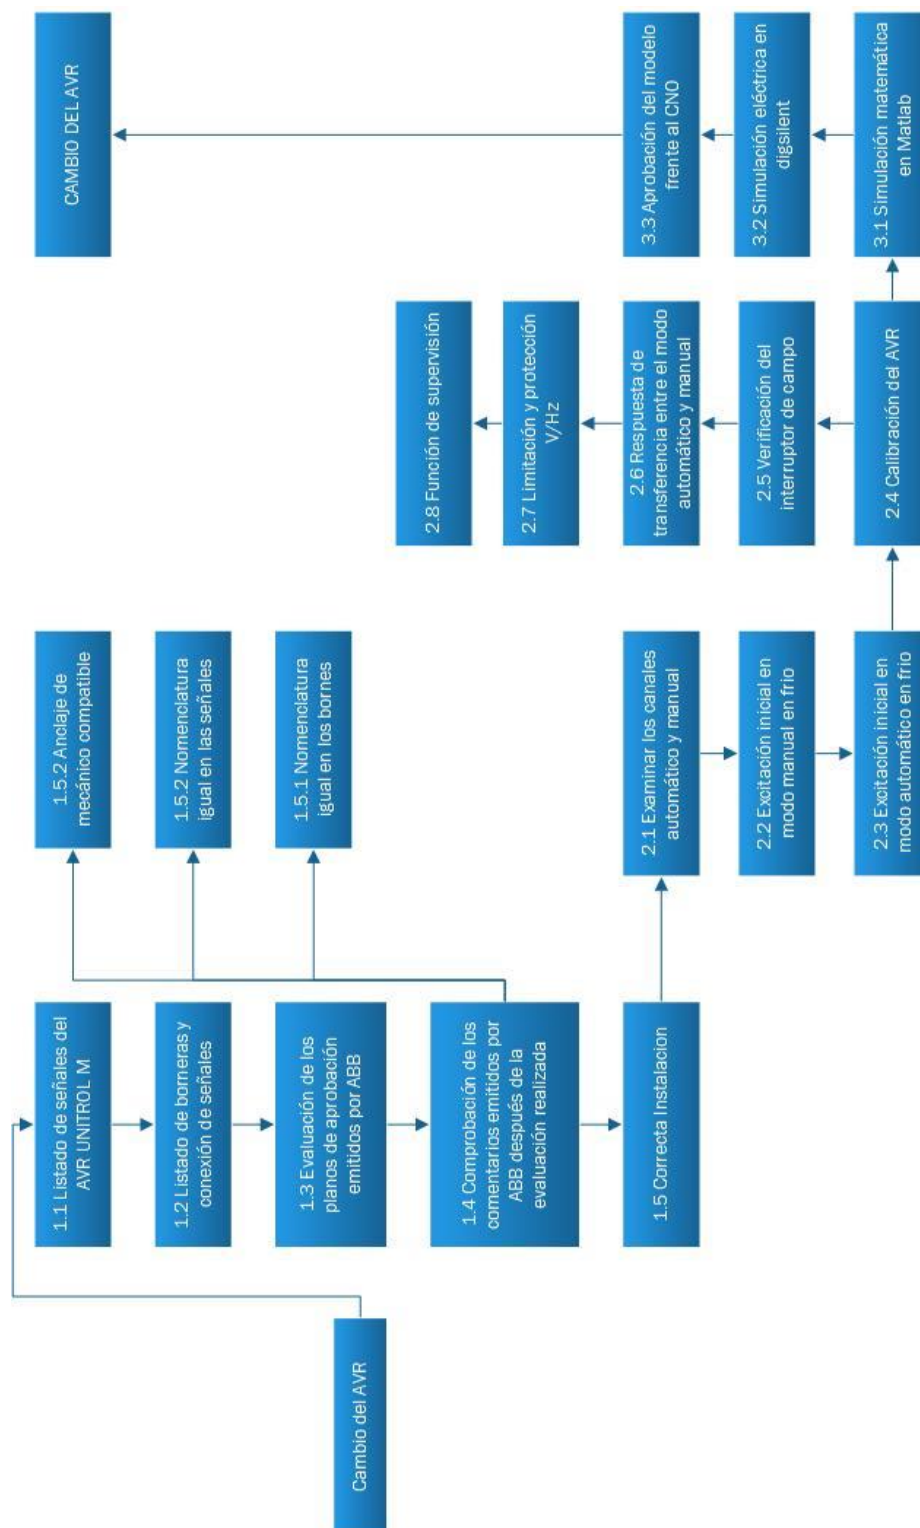 Cambio del AVR
1.1 Listado de señales del
AVR UNITROL M
1.2 Listado de borneras y
conexión de señales
1.3 Evaluación de los
planos de aprobación
emitidos por ABB
1.4 Comprobación de los
comentarios emitidos por
ABB después de la
evaluación realizada
1.5 Correcta Instalacion
1.5.2 Anclaje de
mecánico compatible
1.5.2 Nomenclatura
igual en las señales
1.5.1 Nomenclatura
igual en los bornes
2.1 Examinar los canales
automático y manual
2.2 Excitación inicial en
modo manual en frio
2.3 Excitación inicial en
modo automático en frio
2.8 Función de supervisión
2.7 Limitación y protección
V/Hz
2.6 Respuesta de
transferencia entre el modo
automático y manual
2.5 Verificación del
interruptor de campo
2.4 Calibración del AVR
CAMBIO DEL AVR
3.3 Aprobación del modelo
frente al CNO
3.2 Simulación eléctrica en
digsilent
3.1 Simulación matemática
en Matlab